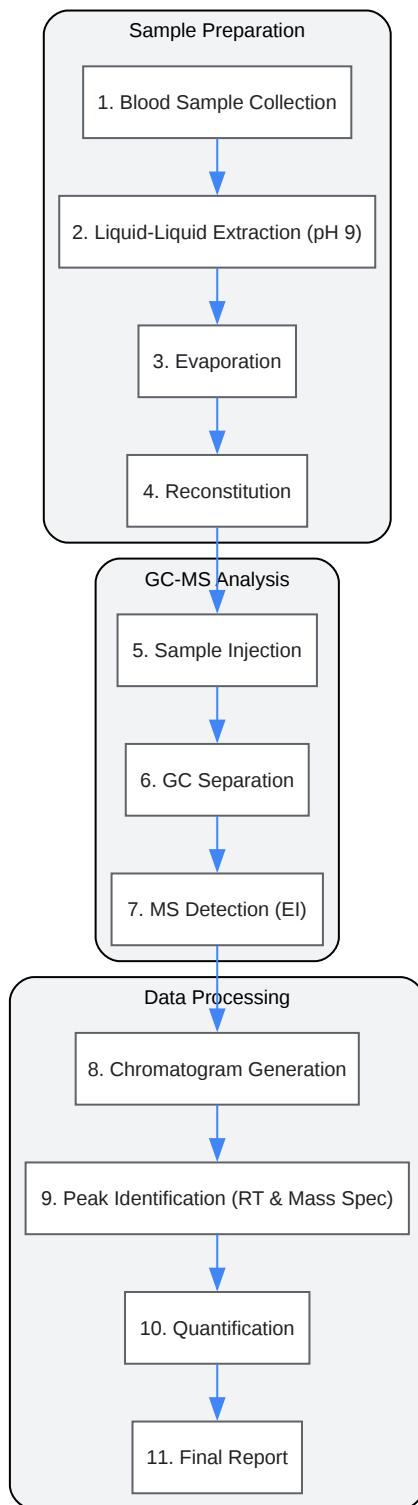 Sample Preparation
1. Blood Sample Collection
2. Liquid-Liquid Extraction (pH 9)
3. Evaporation
4. Reconstitution
GC-MS Analysis
5. Sample Injection
6. GC Separation
7. MS Detection (EI)
Data Processing
8. Chromatogram Generation
9. Peak Identification (RT & Mass Spec)
10. Quantification
11. Final Report